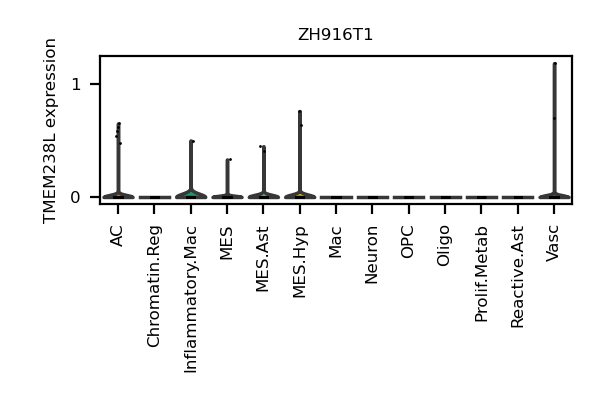 ZH916T1
TMEM238L expression
1
0
AC
Chromatin.Reg
Inflammatory.Mac
MES
MES.Ast
MES.Hyp
Mac
Neuron
OPC
Oligo
Prolif.Metab
Reactive.Ast
Vasc